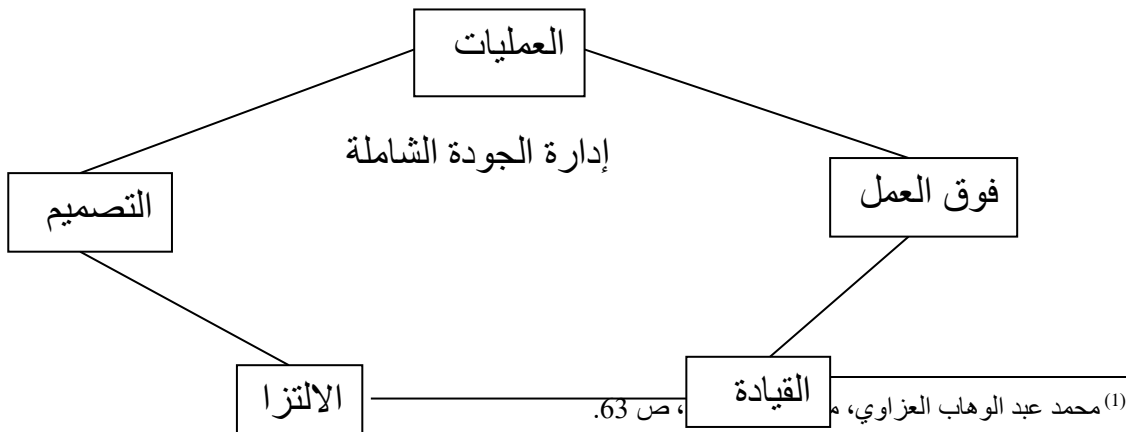 العمليات
إدارة الجودة الشاملة
فوق العمل
التصميم
القيادة
الالتزا
(1) محمد عبد الوهاب العزاوي، ، ص 63.